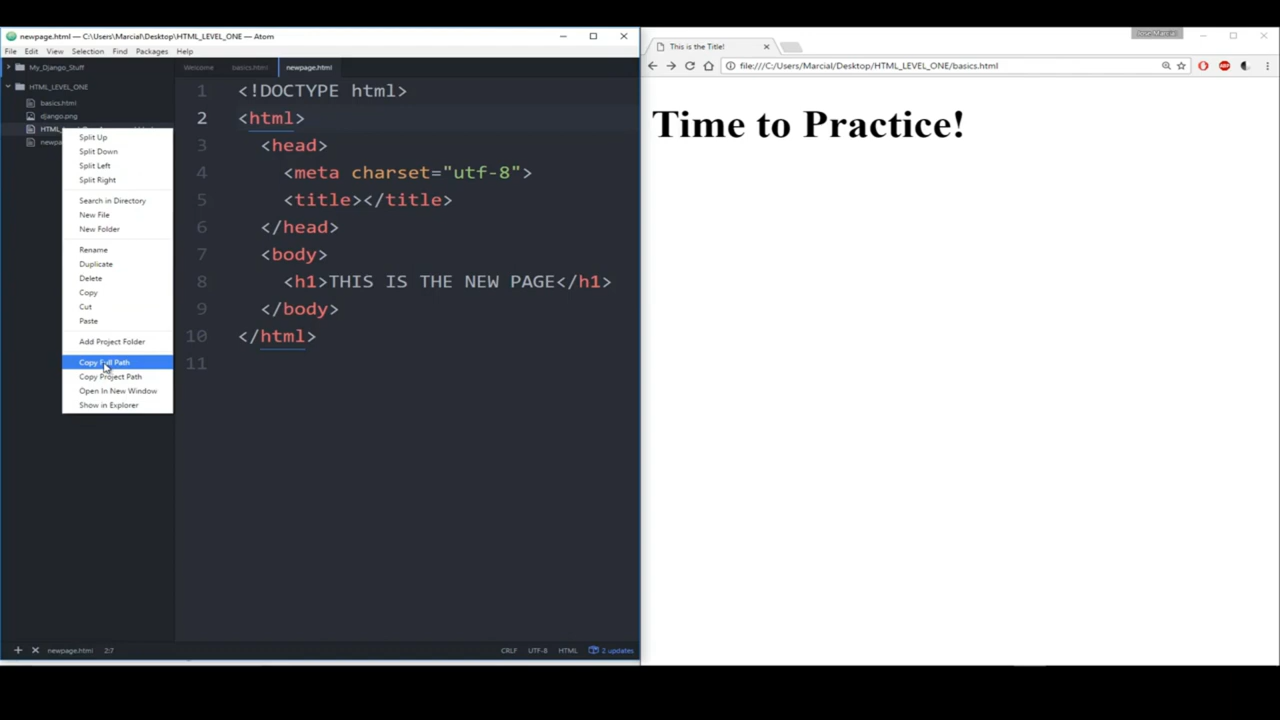 newpage.html — C:\Users\Marcial\Desktop\HTML_LEVEL_ONE — Atom
File Edit View Selection Find Packages Help
My_Django_Stuff
HTML_LEVEL_ONE
basics.html
django.png
HTML_
newpa
Split Up
Split Down
Split Left
Split Right
Search in Directory
New File
New Folder
Rename
Duplicate
Delete
Copy
Cut
Paste
Add Project Folder
Copy Full Path
Copy Project Path
Open In New Window
Show in Explorer
Welcome basics.html newpage.html
1 <!DOCTYPE html>
2 <html>
3 <head>
4 <meta charset="utf-8">
5 <title></title>
6 </head>
7 <body>
8 <h1>THIS IS THE NEW PAGE</h1>
9 </body>
10 </html>
11
newpage.html 2:7 CRLF UTF-8 HTML 2 updates
Jose Marcial
This is the Title!
file:///C:/Users/Marcial/Desktop/HTML_LEVEL_ONE/basics.html
ABP
Time to Practice!